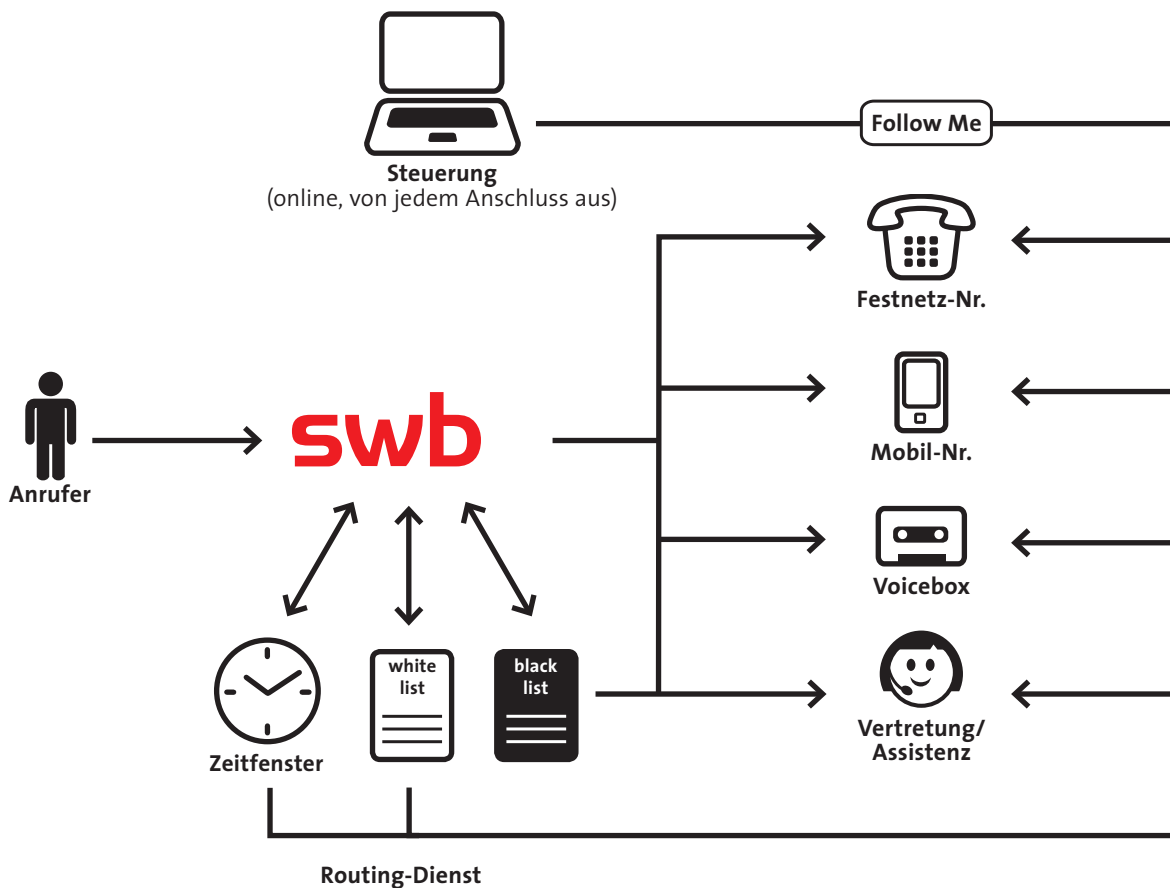 Follow Me
Steuerung
(online, von jedem Anschluss aus)
Festnetz-Nr.
Anrufer
swb
Mobil-Nr.
Voicebox
white
list
black
list
Zeitfenster
Vertretung/
Assistenz
Routing-Dienst